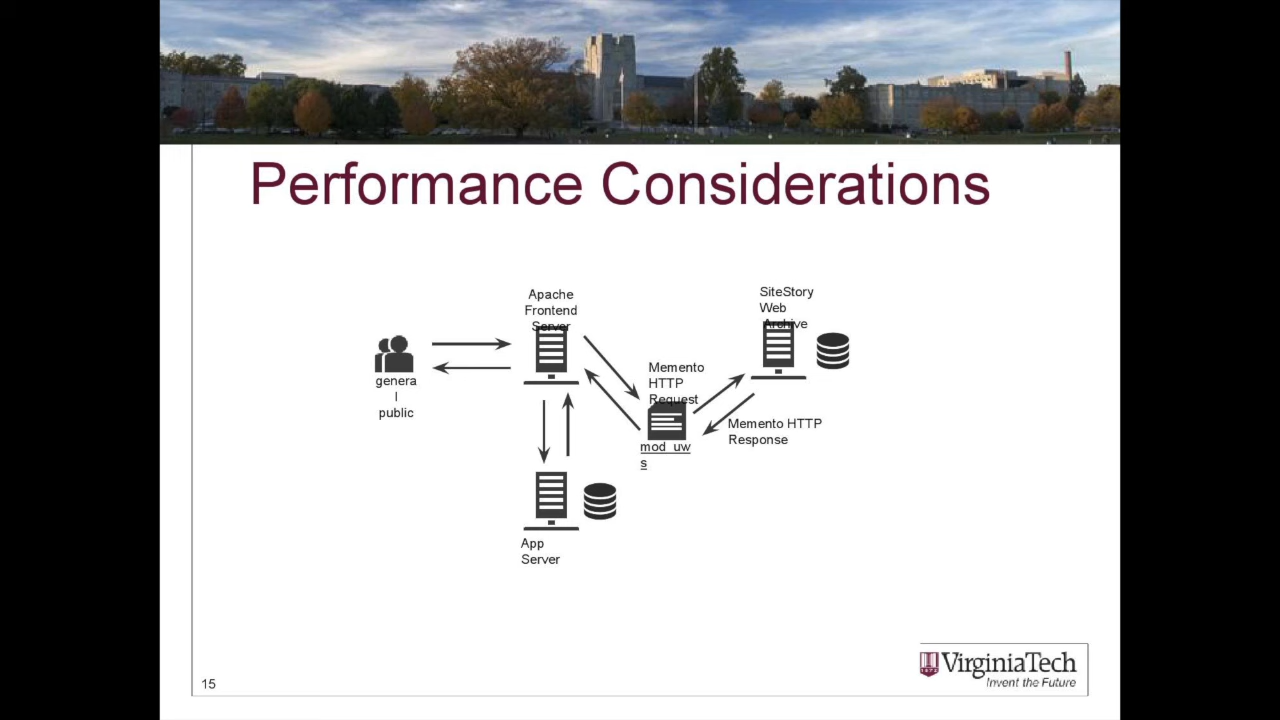 Performance Considerations
Apache
Frontend
Server
SiteStory
Web
Archive
genera
l
public
Memento
HTTP
Request
mod_uw
s
Memento HTTP
Response
App
Server
15
VirginiaTech
Invent the Future
1872